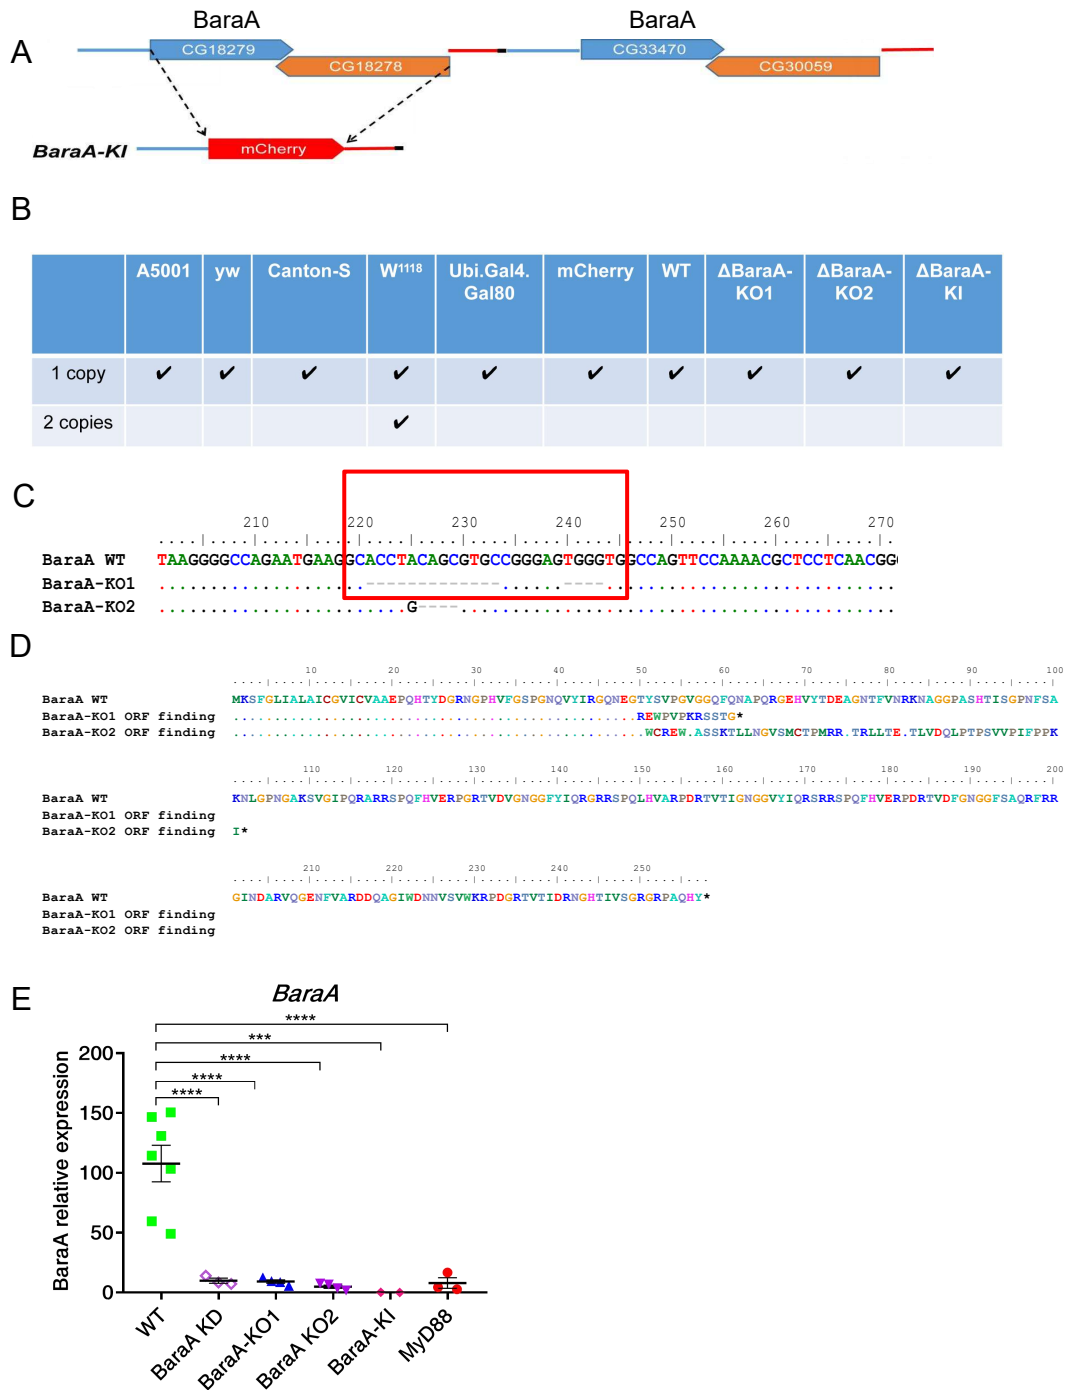 A
BaraA
BaraA
CG18279
CG33470
CG18278
CG30059
BaraA-KI
mCherry
B
A5001 yw Canton-S W1118 Ubi.Gal4.Gal80 mCherry WT ΔBaraA-KO1 ΔBaraA-KO2 ΔBaraA-KI
1 copy ✔ ✔ ✔ ✔ ✔ ✔ ✔ ✔ ✔ ✔
2 copies ✔
C
210 220 230 240 250 260 270
BaraA WT TAAGGGGCCAGAATGAAGGCACCTACAGCGTGCCGGGAGTGGGTGGCCAGTTCCAAAACGCTCCTCAACGG
BaraA-KO1
BaraA-KO2 G
D
10 20 30 40 50 60 70 80 90 100
BaraA WT MKSFGLIALAICGVICVAAEPQHTYDGRNGPHVFGSPGNQVYIRGQNEGTYSVPGVGGQFQNAPQRGEHVYTDEAGNTFVNRKNAGGPASHTISGPNFSA
BaraA-KO1 ORF finding REWPVPKRSSTG*
BaraA-KO2 ORF finding WCREW.ASSKTLLNGVSMCTPMRR.TRLLTE.TLVDQLPTPSVVPIFPPK
110 120 130 140 150 160 170 180 190 200
BaraA WT KNLGPNGAKSVGIPQRARRSPQFHVERPGRTVDVGNGGFYIQRGRRSPQLHVARPDRTVTIGNGGVYIQRSRRSPQFHVERPDRTVDFGNGGFSAQRFRR
BaraA-KO1 ORF finding
BaraA-KO2 ORF finding I*
210 220 230 240 250
BaraA WT GINDARVQGENFVARDDQAGIWDNNVSVWKRPDGRTVTIDRNGHTIVSGRGRPAQHY*
BaraA-KO1 ORF finding
BaraA-KO2 ORF finding
E
BaraA
****
***
****
****
****
BaraA relative expression
200
150
100
50
0
WT
BaraA KD
BaraA-KO1
BaraA KO2
BaraA-KI
MyD88